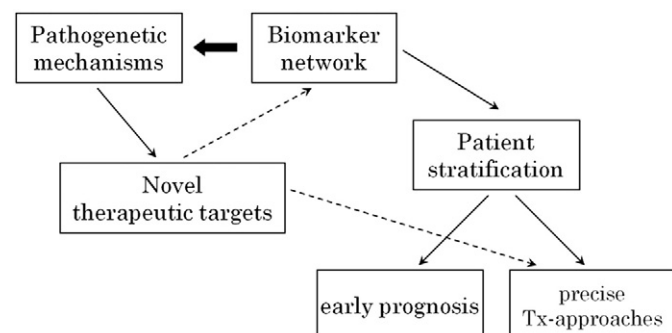 Pathogenetic
mechanisms
Biomarker
network
Patient
stratification
Novel
therapeutic targets
early prognosis
precise
Tx-approaches